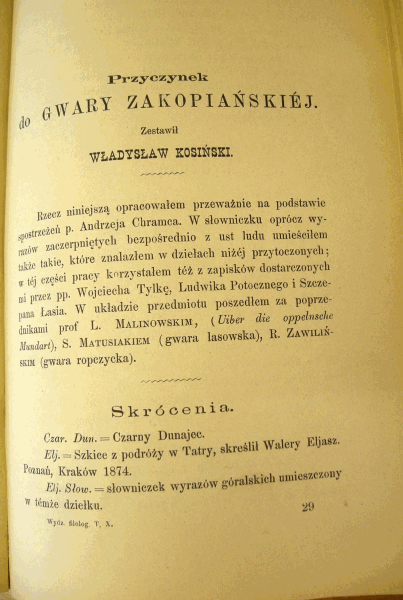 Przyczynek
do GWARY ZAKOPIAŃSKIÉJ.
Zestawił
WŁADYSŁAW KOSIŃSKI.
Rzecz niniejszą opracowałem przeważnie na podstawie
spostrzeżeń p. Andrzeja Chramca. W słowniczku oprócz wy-
razów zaczerpniętych bezpośrednio z ust ludu umieściłem
także takie, które znalazłem w dziełach niżéj przytoczonych;
w téj części pracy korzystałem téż z zapisków dostarczonych
mi przez pp. Wojciecha Tylkę, Ludwika Potocznego i Szcze-
pana Łasia. W układzie przedmiotu poszedłem za poprze-
dnikami prof L. MALINOWSKIM, (Uiber die oppelnsche
Mundart), S. MATUSIAKIEM (gwara lasowska), R. ZAWILIŃ-
SKIM (gwara ropczycka).
Skrócenia.
Czar. Dun. = Czarny Dunajec.
Elj. = Szkice z podróży w Tatry, skreślił Walery Eljasz.
Poznań, Kraków 1874.
Elj. Słow. = słowniczek wyrazów góralskich umieszczony
w témże dziełku.
Wydz. filolog. T. X.
29